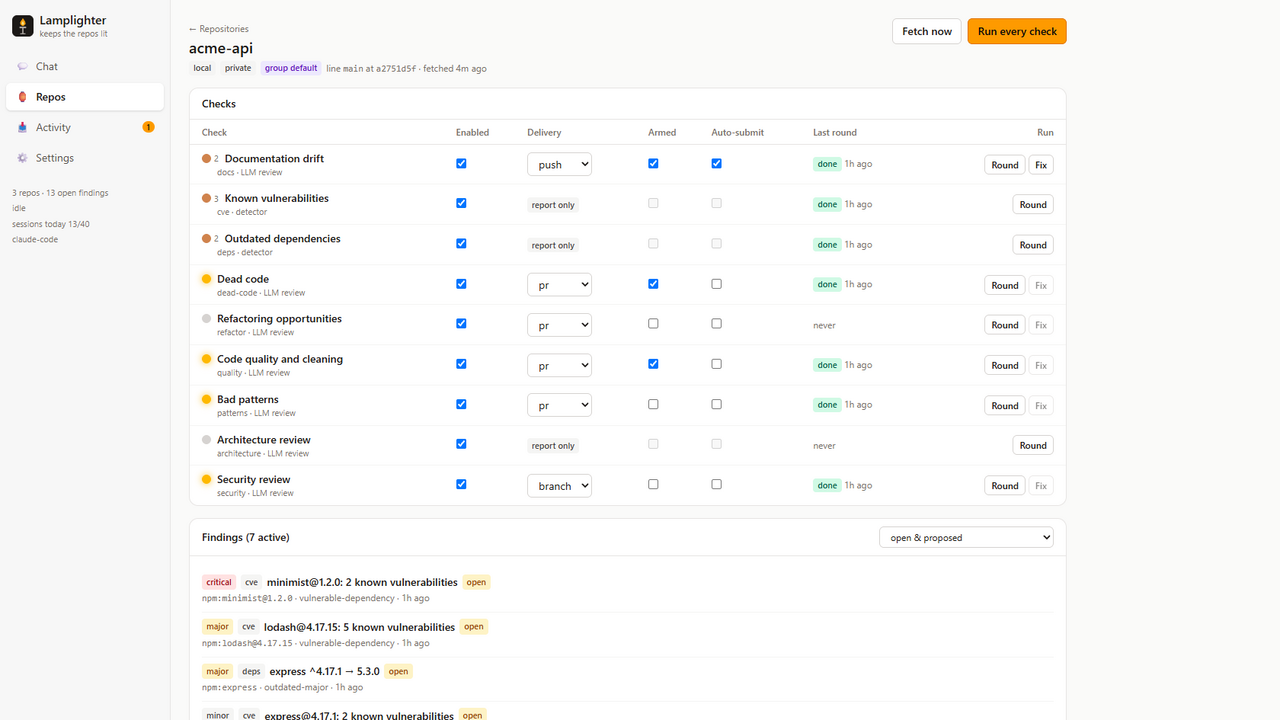 Lamplighter
keeps the repos lit
Chat
Repos
Activity 1
Settings
3 repos · 13 open findings
idle
sessions today 13/40
claude-code
← Repositories
acme-api
local private group default line main at a2751d5f · fetched 4m ago
Fetch now Run every check
Checks
Check Enabled Delivery Armed Auto-submit Last round Run
2 Documentation drift push done 1h ago Round Fix
docs · LLM review
3 Known vulnerabilities report only done 1h ago Round
cve · detector
2 Outdated dependencies report only done 1h ago Round
deps · detector
Dead code pr done 1h ago Round Fix
dead-code · LLM review
Refactoring opportunities pr never Round Fix
refactor · LLM review
Code quality and cleaning pr done 1h ago Round Fix
quality · LLM review
Bad patterns pr done 1h ago Round Fix
patterns · LLM review
Architecture review report only never Round
architecture · LLM review
Security review branch done 1h ago Round Fix
security · LLM review
Findings (7 active) open & proposed
critical cve minimist@1.2.0: 2 known vulnerabilities open
npm:minimist@1.2.0 · vulnerable-dependency · 1h ago
major cve lodash@4.17.15: 5 known vulnerabilities open
npm:lodash@4.17.15 · vulnerable-dependency · 1h ago
major deps express ^4.17.1 → 5.3.0 open
npm:express · outdated-major · 1h ago
minor cve express@4.17.1: 2 known vulnerabilities open